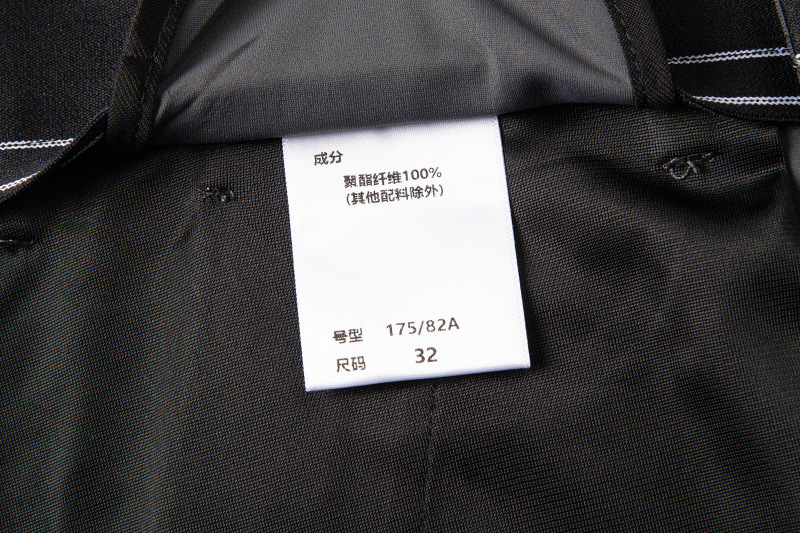 成分
聚酯纤维100%
(其他配料除外)
号型 175/82A
尺码 32